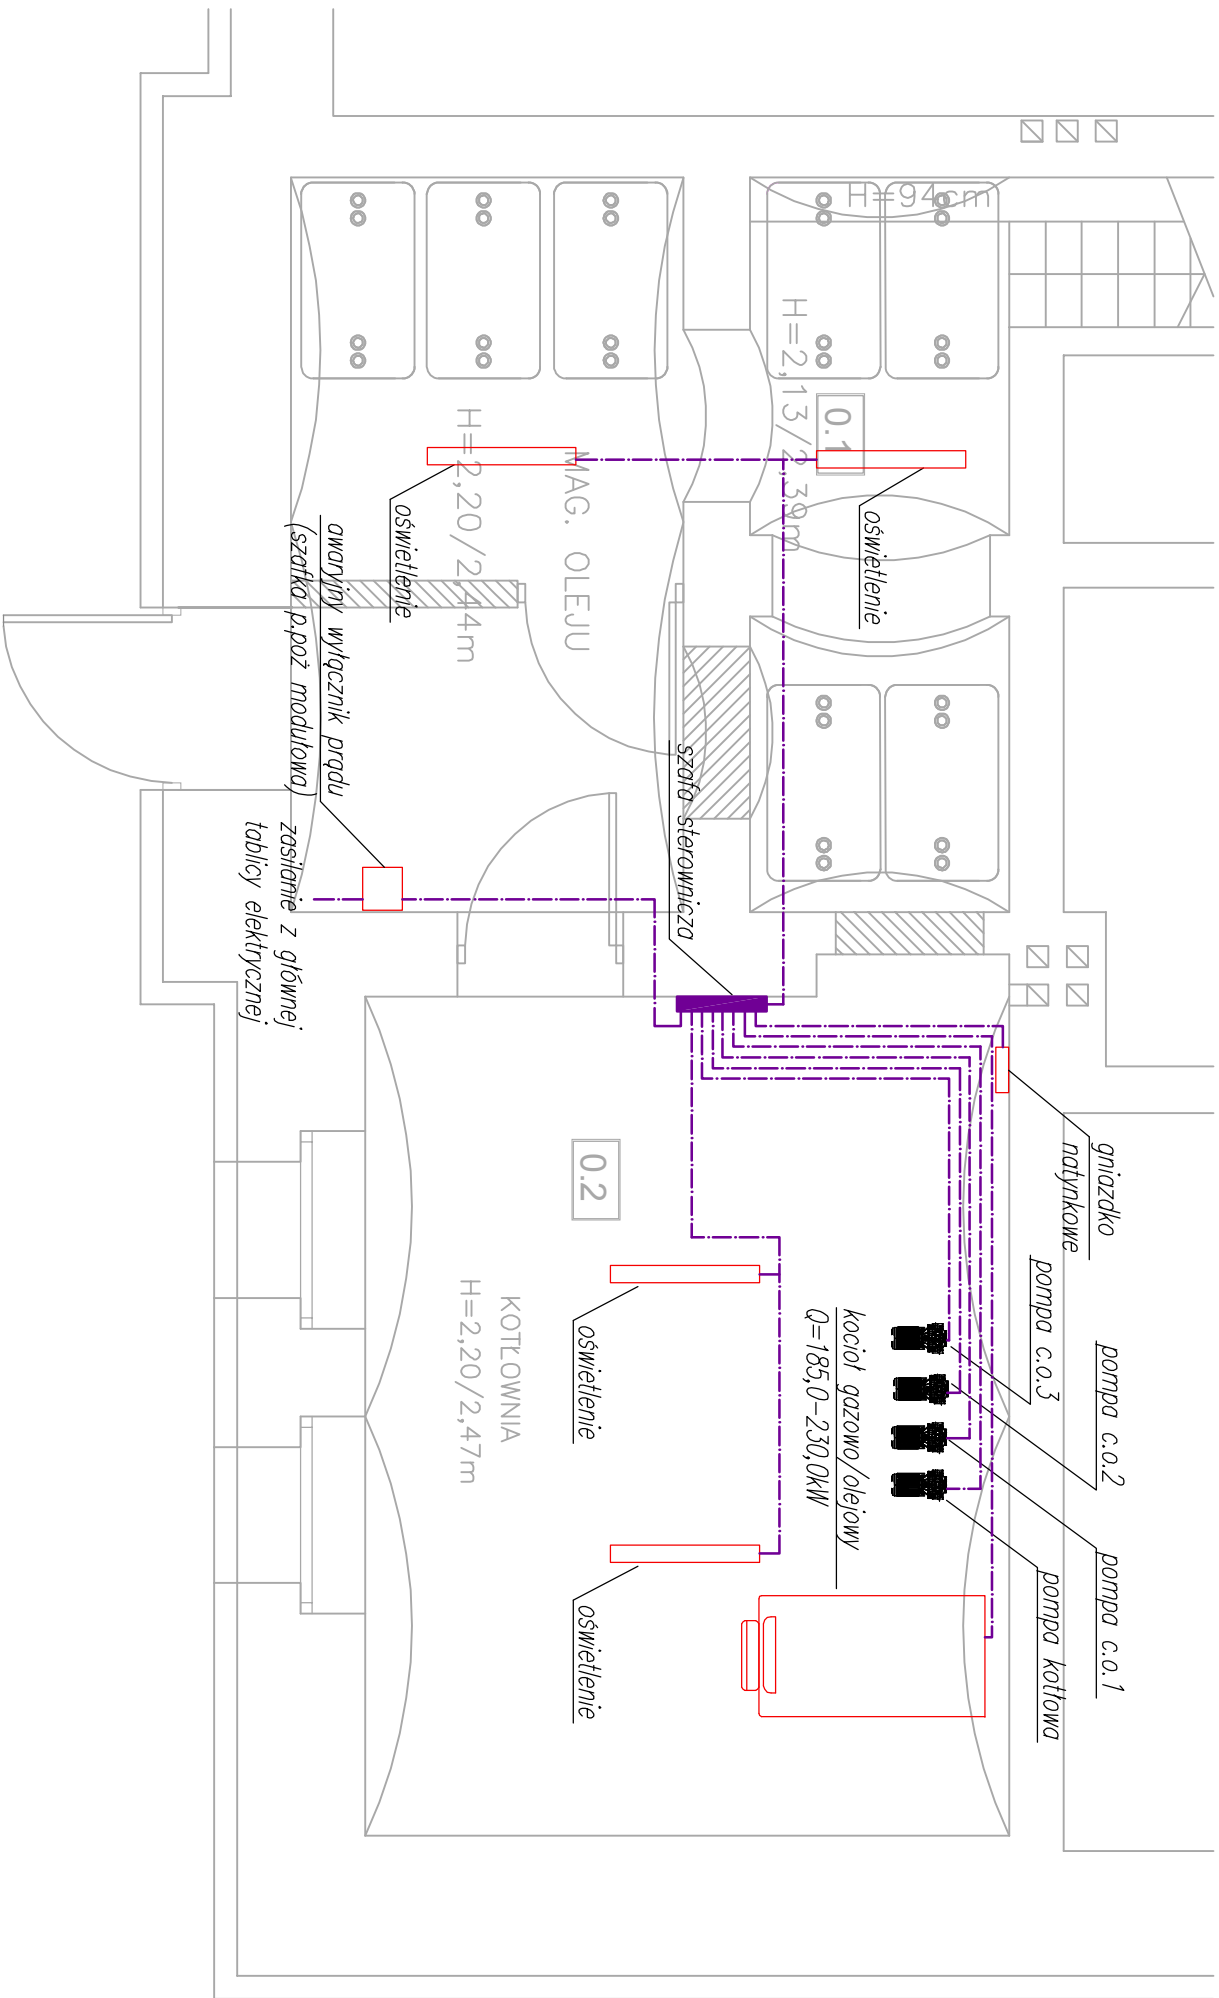 H=94cm
0.1
H=2,13/2,39m
oświetlenie
MAG. OLEJU
H=2,20/2,44m
oświetlenie
awaryjny wyłącznik prądu
(szafka p.poż modułowa)
szafa sterownicza
zasilanie z głównej
tablicy elektrycznej
gniazdko
natynkowe
pompa c.o.3
pompa c.o.2
pompa c.o.1
pompa kotłowa
kocioł gazowo/olejowy
Q=185,0-230,0kW
0.2
KOTŁOWNIA
H=2,20/2,47m
oświetlenie
oświetlenie